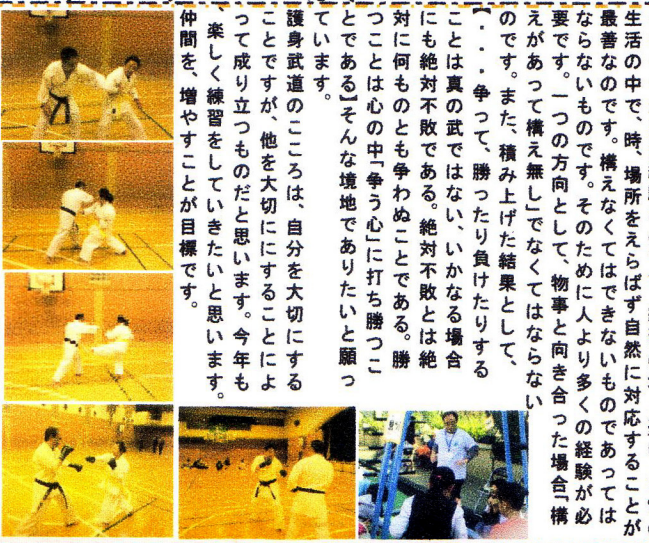 生活の中で、時、場所をえらばず自然に対応することが
最善なのです。構えなくてはできないものであっては
ならないものです。そのために人より多くの経験が必
要です。一つの方向として、物事と向き合った場合「構
えがあって構え無し」でなくてはならない
のです。また、積み上げた結果として、
【・・・争って、勝ったり負けたりする
ことは真の武ではない、いかなる場合
にも絶対不敗である。絶対不敗とは絶
対に何ものとも争わぬことである。勝
つことは心の中「争う心」に打ち勝つこ
とである】そんな境地でありたいと願っ
ています。
護身武道のこころは、自分を大切にする
ことですが、他を大切ににすることによ
って成り立つものだと思います。今年も
、楽しく練習をしていきたいと思います。
仲間を、増やすことが目標です。